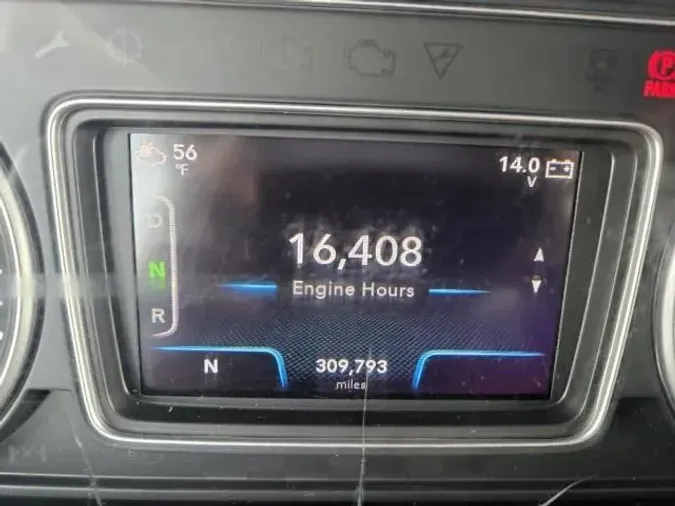 56
°F
14.0
V
D
N
R
16,408
Engine Hours
N
309,793
miles
P